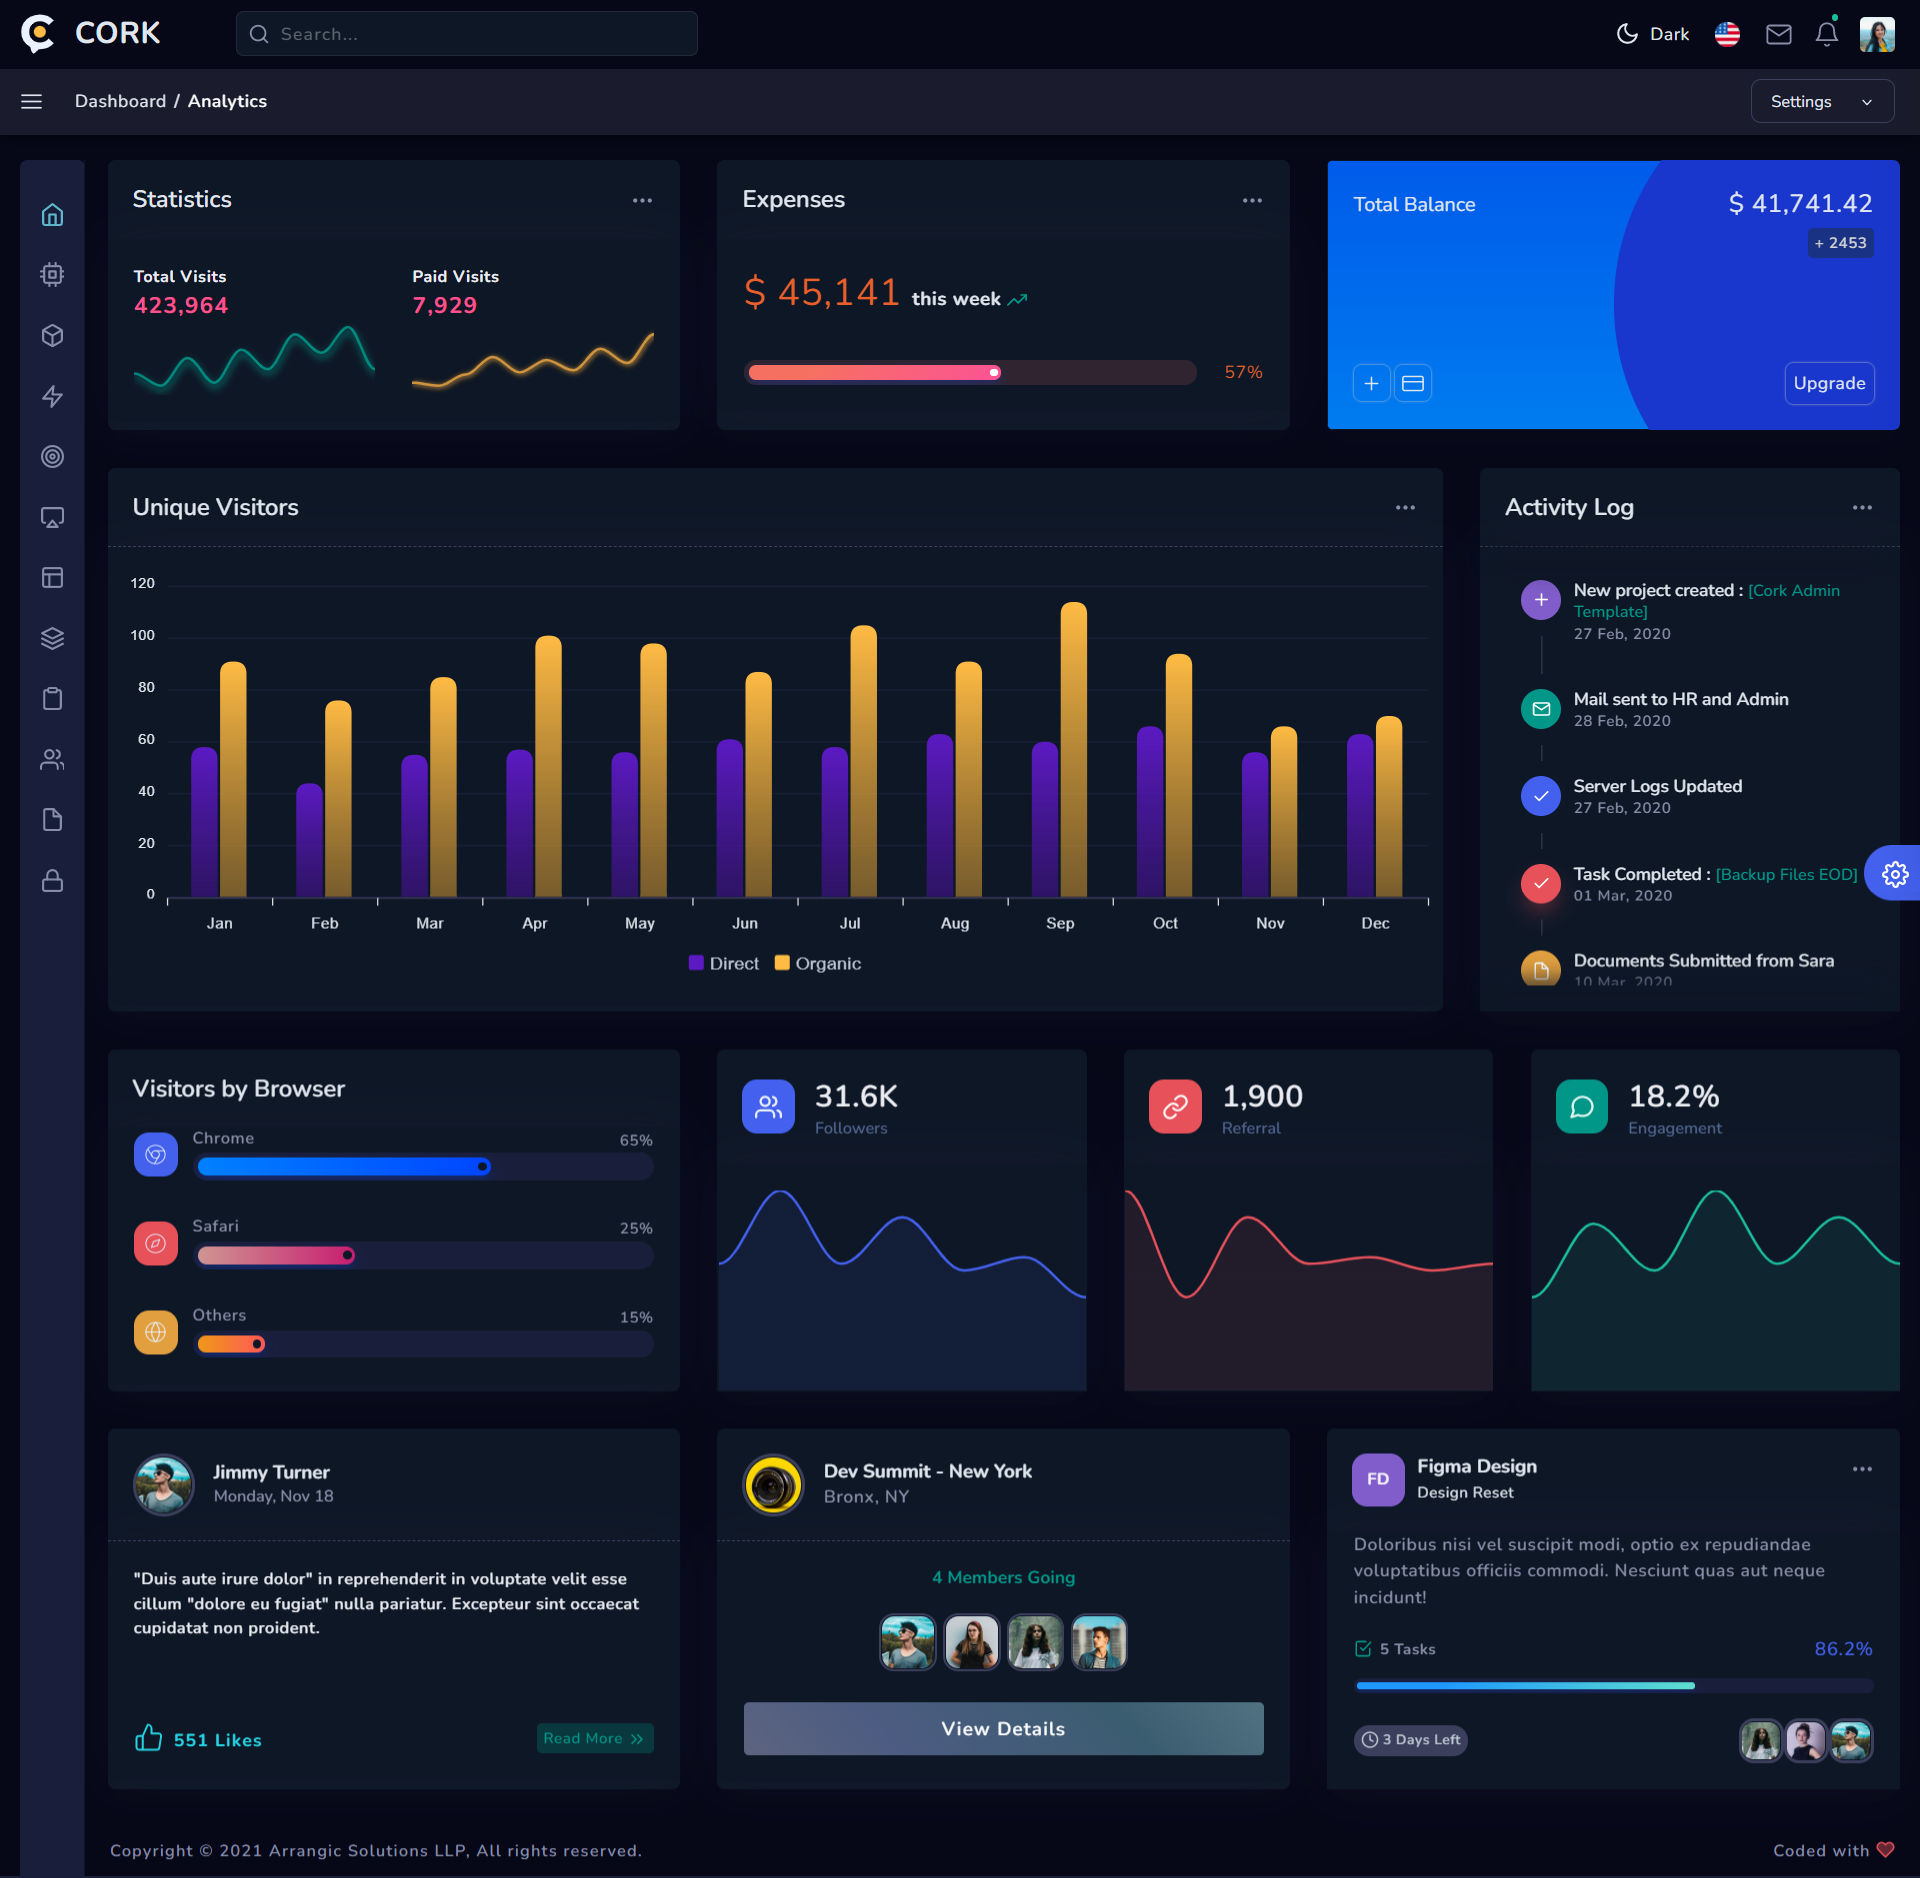 CORK
Search...
Dark
Dashboard / Analytics
Settings
Statistics
Total Visits
423,964
Paid Visits
7,929
Expenses
$ 45,141 this week
57%
Total Balance
$ 41,741.42
+ 2453
Upgrade
Unique Visitors
120
100
80
60
40
20
0
Jan Feb Mar Apr May Jun Jul Aug Sep Oct Nov Dec
Direct Organic
Activity Log
New project created : [Cork Admin
Template]
27 Feb, 2020
Mail sent to HR and Admin
28 Feb, 2020
Server Logs Updated
27 Feb, 2020
Task Completed : [Backup Files EOD]
01 Mar, 2020
Documents Submitted from Sara
10 Mar, 2020
Visitors by Browser
Chrome
65%
Safari
25%
Others
15%
31.6K
Followers
1,900
Referral
18.2%
Engagement
Jimmy Turner
Monday, Nov 18
"Duis aute irure dolor" in reprehenderit in voluptate velit esse
cillum "dolore eu fugiat" nulla pariatur. Excepteur sint occaecat
cupidatat non proident.
551 Likes
Read More
Dev Summit - New York
Bronx, NY
4 Members Going
View Details
FD
Figma Design
Design Reset
Doloribus nisi vel suscipit modi, optio ex repudiandae
voluptatibus officiis commodi. Nesciunt quas aut neque
incidunt!
5 Tasks
86.2%
3 Days Left
Copyright © 2021 Arrangic Solutions LLP, All rights reserved.
Coded with